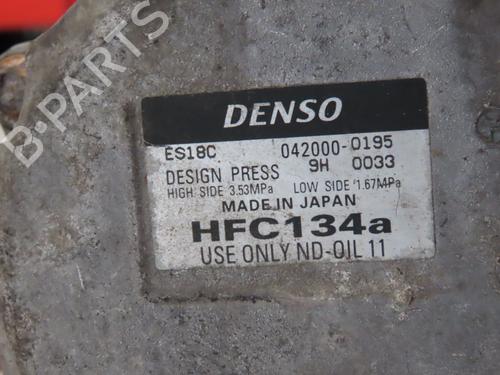 DENSO
ES18C 042000-0195
DESIGN PRESS 9H 0033
HIGH SIDE 3.53MPa LOW SIDE 1.67MPa
MADE IN JAPAN
HFC134a
USE ONLY ND-OIL 11
B-PARTS